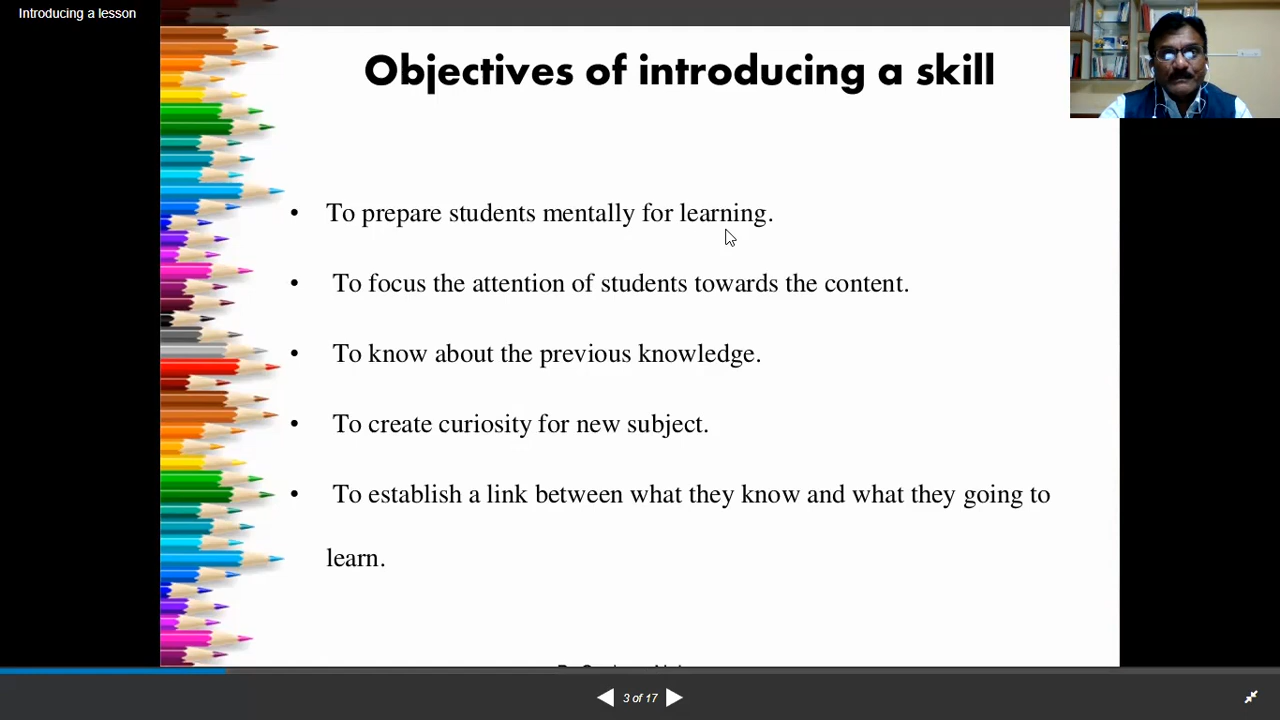 Introducing a lesson
Objectives of introducing a skill
• To prepare students mentally for learning.
• To focus the attention of students towards the content.
• To know about the previous knowledge.
• To create curiosity for new subject.
• To establish a link between what they know and what they going to
learn.
3 of 17